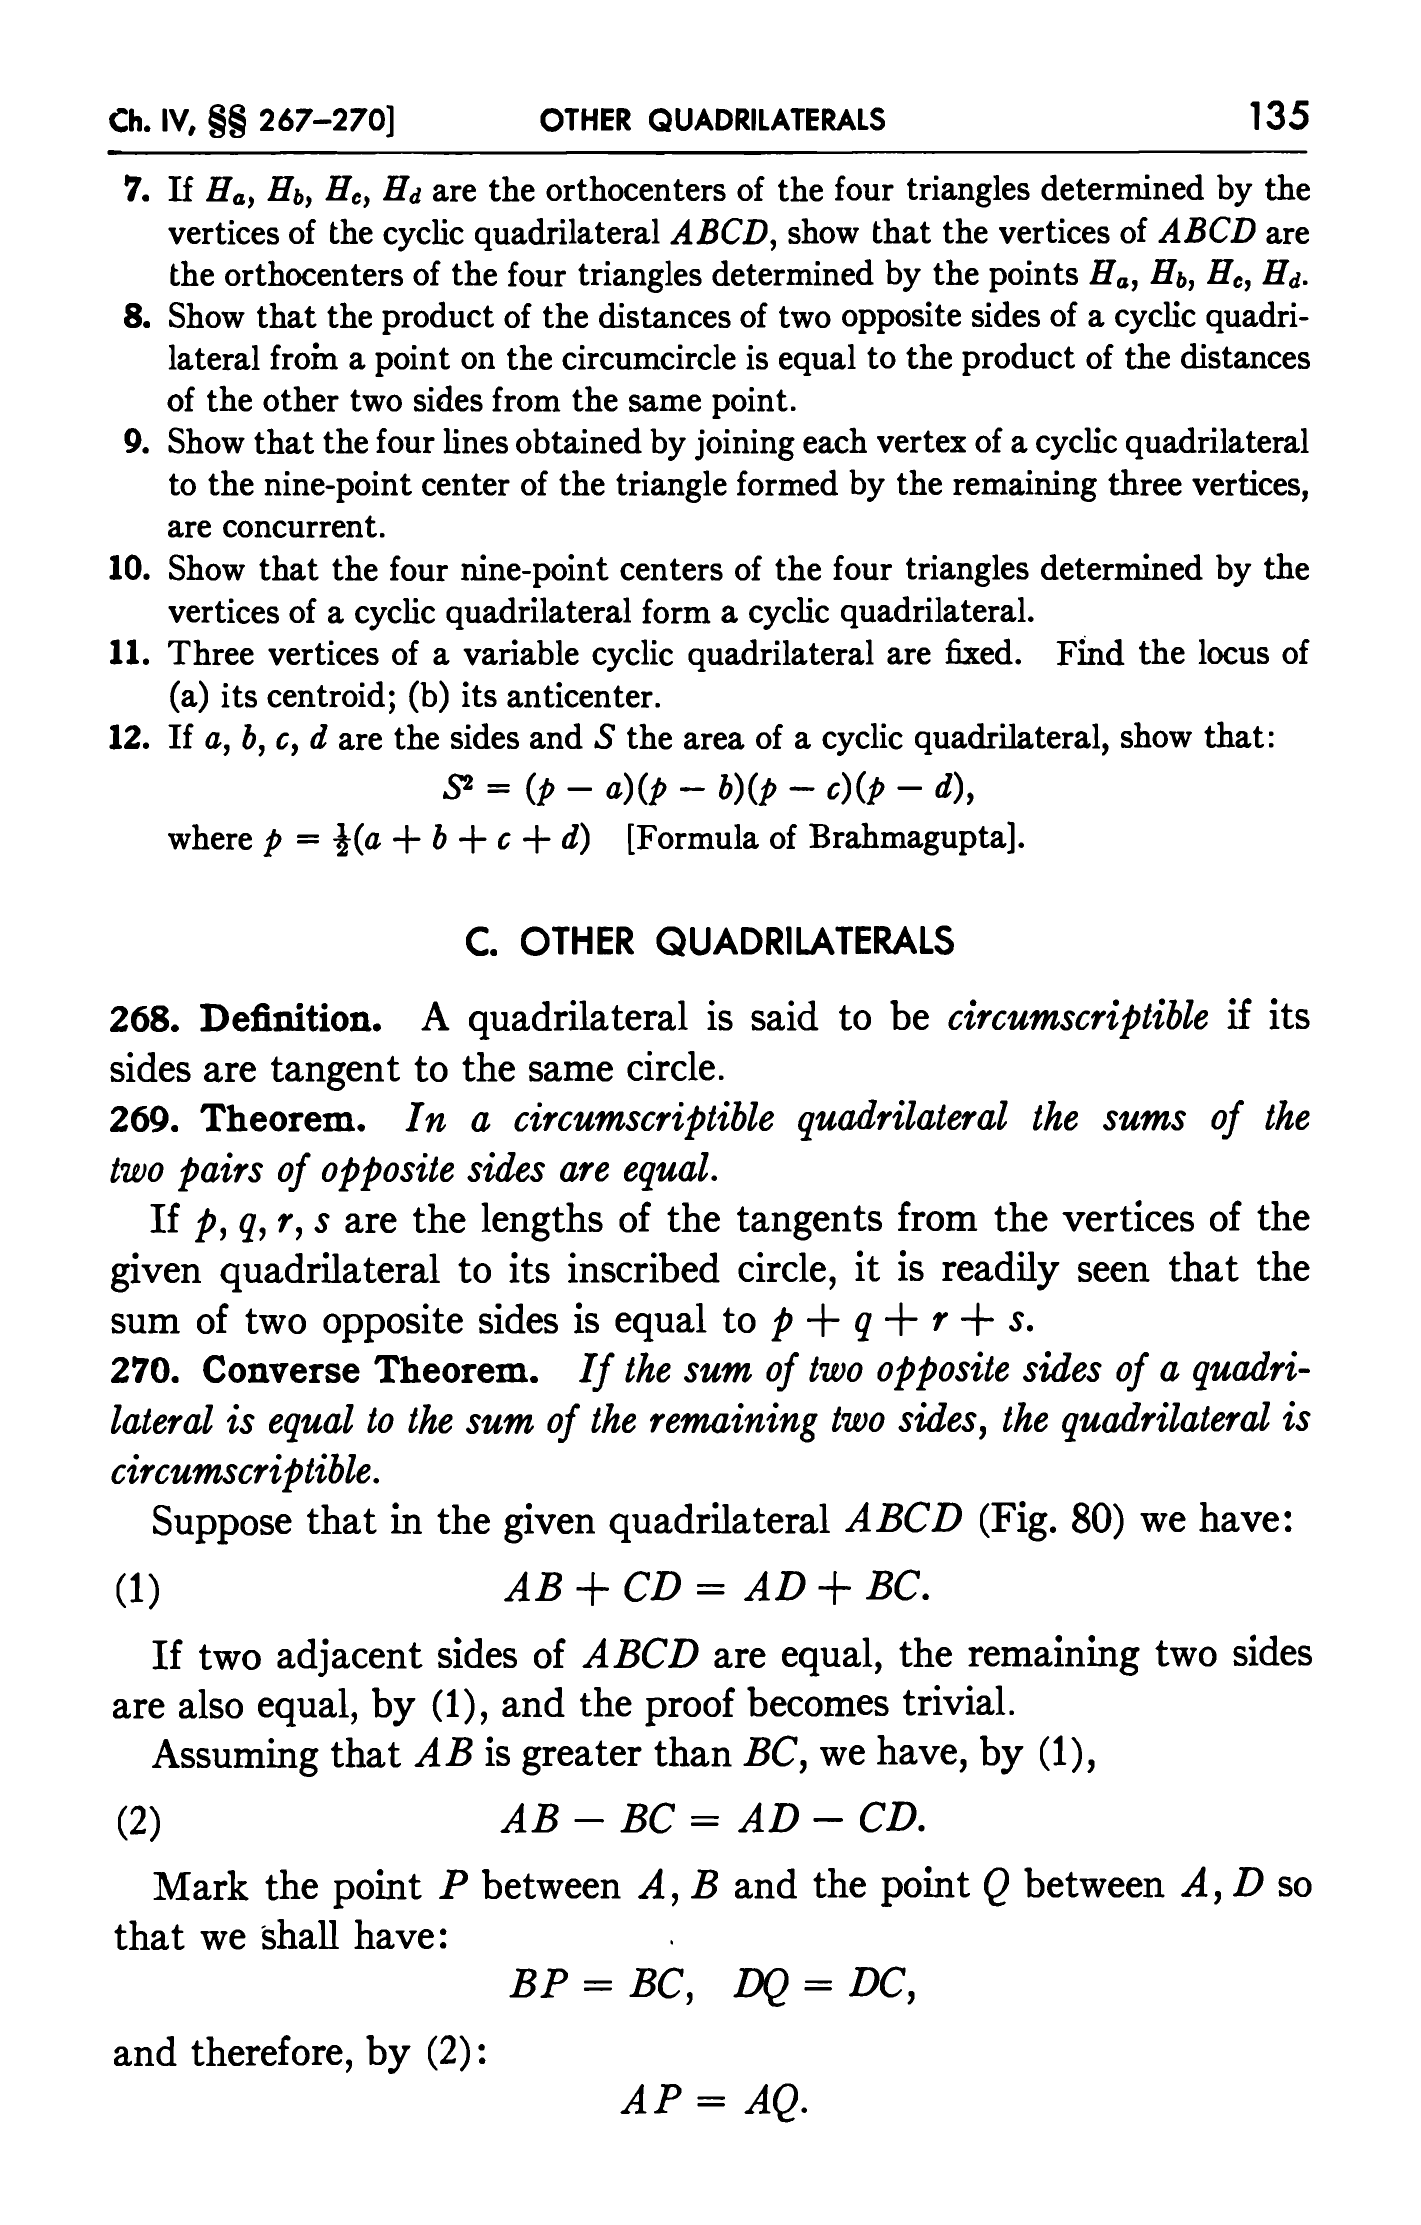 Ch. IV, §§ 267–270] OTHER QUADRILATERALS 135
7. If Hₐ, H_b, H_c, H_d are the orthocenters of the four triangles determined by the
vertices of the cyclic quadrilateral ABCD, show that the vertices of ABCD are
the orthocenters of the four triangles determined by the points Hₐ, H_b, H_c, H_d.
8. Show that the product of the distances of two opposite sides of a cyclic quadri-
lateral from a point on the circumcircle is equal to the product of the distances
of the other two sides from the same point.
9. Show that the four lines obtained by joining each vertex of a cyclic quadrilateral
to the nine-point center of the triangle formed by the remaining three vertices,
are concurrent.
10. Show that the four nine-point centers of the four triangles determined by the
vertices of a cyclic quadrilateral form a cyclic quadrilateral.
11. Three vertices of a variable cyclic quadrilateral are fixed. Find the locus of
(a) its centroid; (b) its anticenter.
12. If a, b, c, d are the sides and S the area of a cyclic quadrilateral, show that:
S² = (p − a)(p − b)(p − c)(p − d),
where p = ½(a + b + c + d) [Formula of Brahmagupta].
C. OTHER QUADRILATERALS
268. Definition. A quadrilateral is said to be circumscriptible if its
sides are tangent to the same circle.
269. Theorem. In a circumscriptible quadrilateral the sums of the
two pairs of opposite sides are equal.
If p, q, r, s are the lengths of the tangents from the vertices of the
given quadrilateral to its inscribed circle, it is readily seen that the
sum of two opposite sides is equal to p + q + r + s.
270. Converse Theorem. If the sum of two opposite sides of a quadri-
lateral is equal to the sum of the remaining two sides, the quadrilateral is
circumscriptible.
Suppose that in the given quadrilateral ABCD (Fig. 80) we have:
(1) AB + CD = AD + BC.
If two adjacent sides of ABCD are equal, the remaining two sides
are also equal, by (1), and the proof becomes trivial.
Assuming that AB is greater than BC, we have, by (1),
(2) AB − BC = AD − CD.
Mark the point P between A, B and the point Q between A, D so
that we shall have:
BP = BC, DQ = DC,
and therefore, by (2):
AP = AQ.